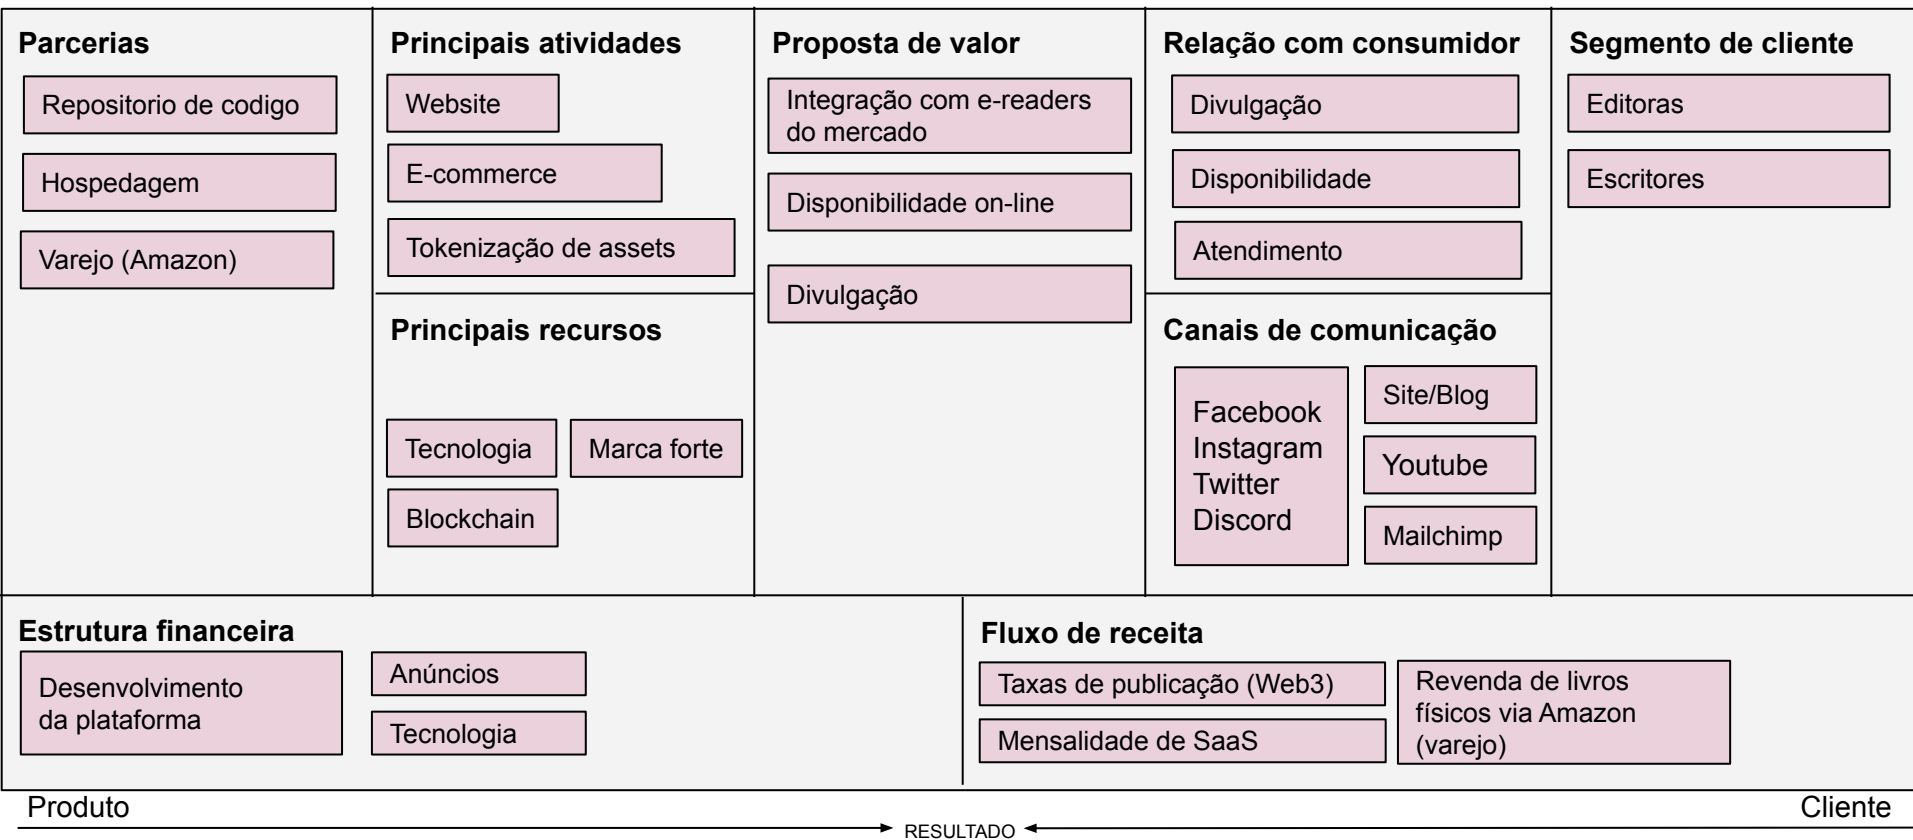 Parcerias
Repositorio de codigo
Hospedagem
Varejo (Amazon)
Principais atividades
Website
E-commerce
Tokenização de assets
Principais recursos
Tecnologia
Marca forte
Blockchain
Proposta de valor
Integração com e-readers
do mercado
Disponibilidade on-line
Divulgação
Relação com consumidor
Divulgação
Disponibilidade
Atendimento
Canais de comunicação
Facebook
Instagram
Twitter
Discord
Site/Blog
Youtube
Mailchimp
Segmento de cliente
Editoras
Escritores
Estrutura financeira
Desenvolvimento
da plataforma
Anúncios
Tecnologia
Fluxo de receita
Taxas de publicação (Web3)
Mensalidade de SaaS
Revenda de livros
físicos via Amazon
(varejo)
Produto
RESULTADO
Cliente